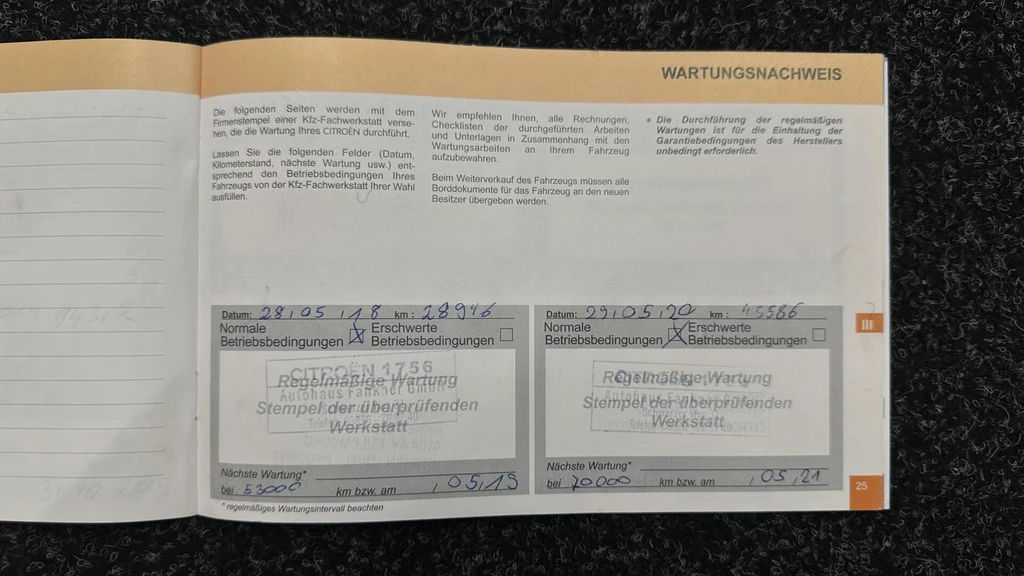 WARTUNGSNACHWEIS
Die folgenden Seiten werden mit dem
Firmenstempel einer Kfz-Fachwerkstatt verse-
hen, die die Wartung Ihres CITROËN durchführt.
Lassen Sie die folgenden Felder (Datum,
Kilometerstand, nächste Wartung usw.) ent-
sprechend den Betriebsbedingungen Ihres
Fahrzeugs von der Kfz-Fachwerkstatt Ihrer Wahl
ausfüllen.
Wir empfehlen Ihnen, alle Rechnungen,
Checklisten der durchgeführten Arbeiten
und Unterlagen in Zusammenhang mit den
Wartungsarbeiten an Ihrem Fahrzeug
aufzubewahren.
Beim Weiterverkauf des Fahrzeugs müssen alle
Borddokumente für das Fahrzeug an den neuen
Besitzer übergeben werden.
• Die Durchführung der regelmäßigen
Wartungen ist für die Einhaltung der
Garantiebedingungen des Herstellers
unbedingt erforderlich.
Datum: 28,05,18 km: 28946
Normale
Betriebsbedingungen
Erschwerte
Betriebsbedingungen
CITROËN 1756
Regelmäßige Wartung
Autohaus Fankner GmbH
Stempel der überprüfenden
Werkstatt
Nächste Wartung*
bei 53000 km bzw. am ,05,19
* regelmäßiges Wartungsintervall beachten
Datum: 29,05,20 km: 45586
Normale
Betriebsbedingungen
Erschwerte
Betriebsbedingungen
Regelmäßige Wartung
Stempel der überprüfenden
Werkstatt
Nächste Wartung*
bei 70000 km bzw. am ,05,21
III
25